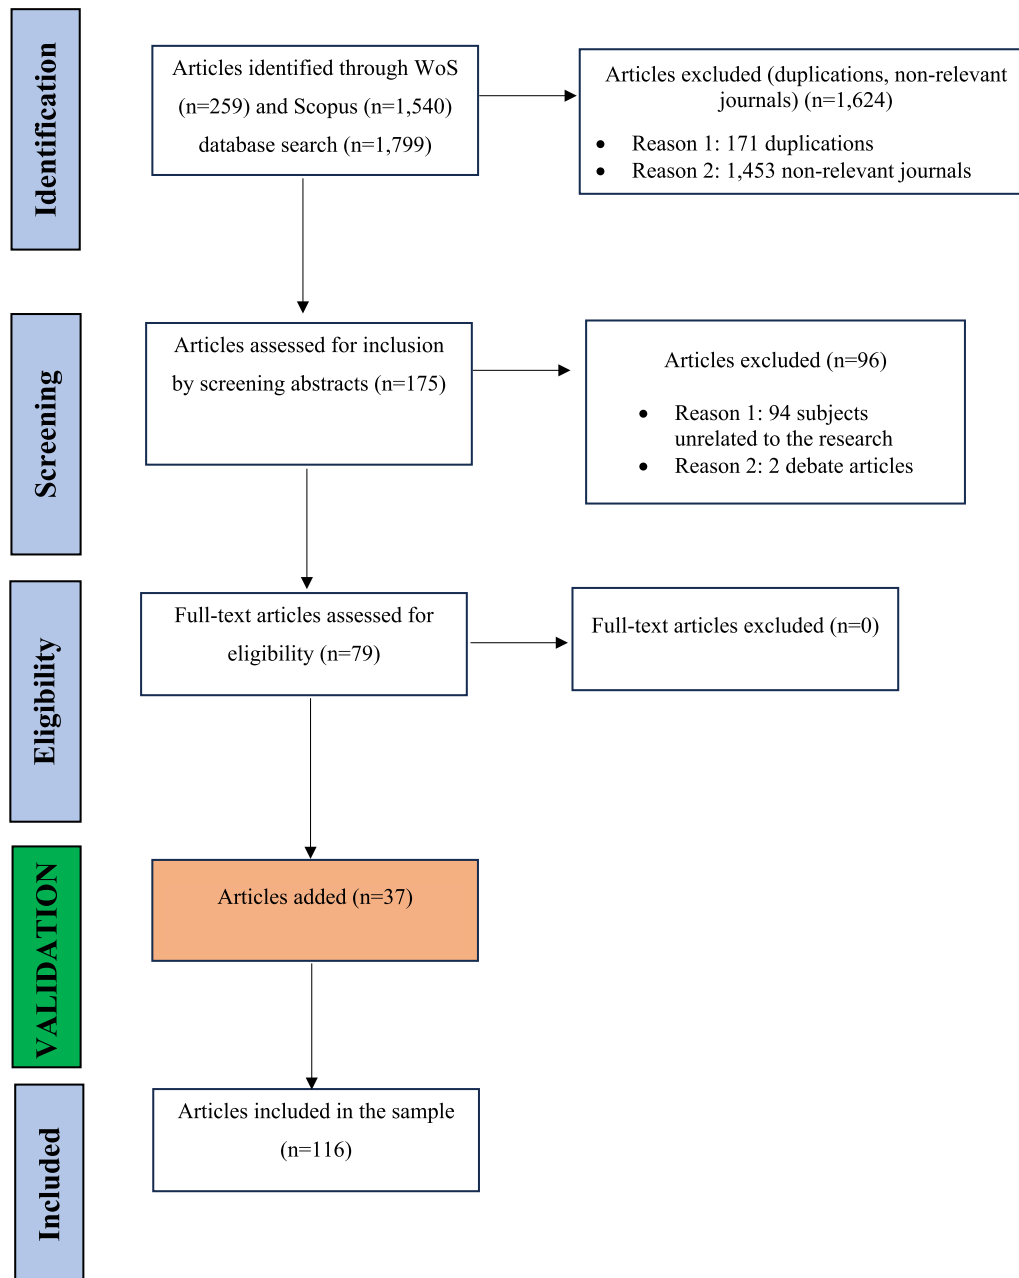 Identification
Articles identified through WoS
(n=259) and Scopus (n=1,540)
database search (n=1,799)
Articles excluded (duplications, non-relevant
journals) (n=1,624)
• Reason 1: 171 duplications
• Reason 2: 1,453 non-relevant journals
Screening
Articles assessed for inclusion
by screening abstracts (n=175)
Articles excluded (n=96)
• Reason 1: 94 subjects
unrelated to the research
• Reason 2: 2 debate articles
Eligibility
Full-text articles assessed for
eligibility (n=79)
Full-text articles excluded (n=0)
VALIDATION
Articles added (n=37)
Included
Articles included in the sample
(n=116)